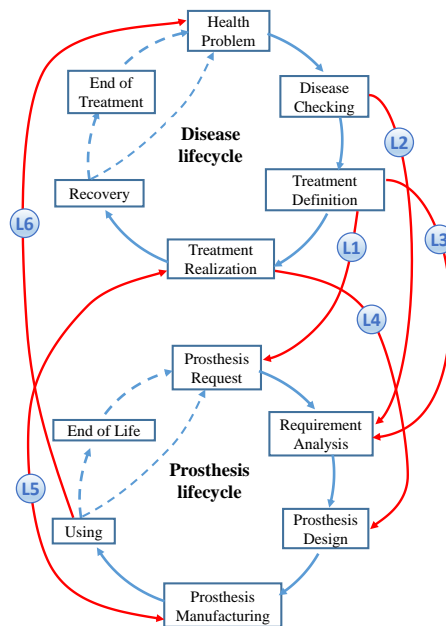 Health
Problem
End of
Treatment
Disease
Checking
Disease
lifecycle
L2
Recovery
Treatment
Definition
L6
L1
L3
Treatment
Realization
L4
Prosthesis
Request
End of Life
Requirement
Analysis
Prosthesis
lifecycle
L5
Using
Prosthesis
Design
Prosthesis
Manufacturing